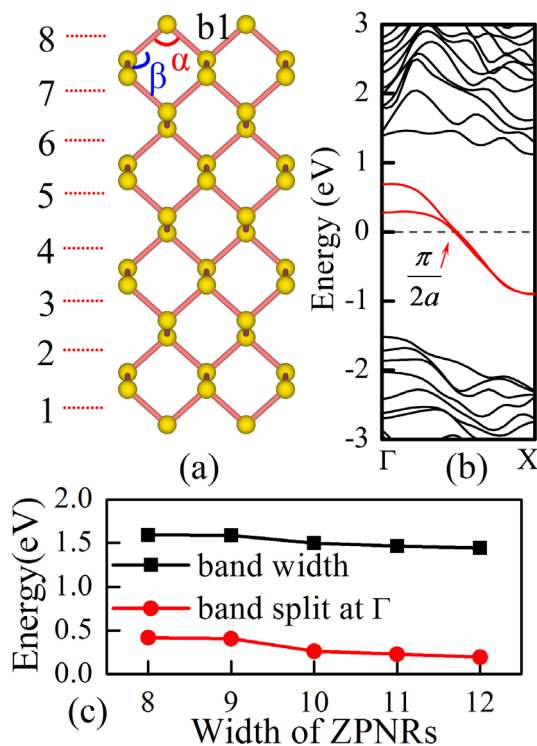 8
7
6
5
4
3
2
1
b1
α
β
(a)
3
2
1
0
-1
-2
-3
Energy (eV)
π
2a
Γ
X
(b)
2.0
1.5
1.0
0.5
0.0
Energy(eV)
band width
band split at Γ
8 9 10 11 12
Width of ZPNRs
(c)